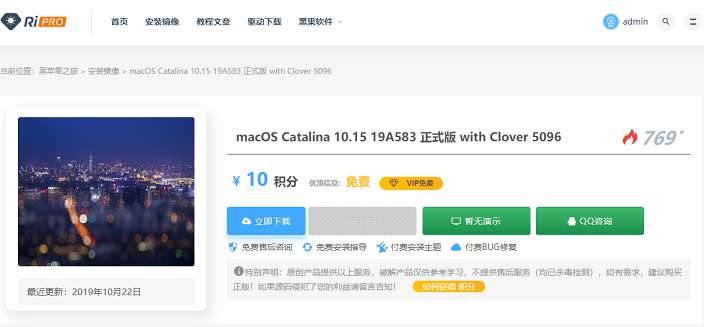 RiPRO 首页 安装镜像 教程文章 驱动下载 黑果软件 admin
当前位置：黑苹果之旅 > 安装镜像 > macOS Catalina 10.15 19A583 正式版 with Clover 5096
macOS Catalina 10.15 19A583 正式版 with Clover 5096 769°
¥ 10 积分 优惠信息: 免费 VIP免费
立即下载 暂无演示 QQ咨询
免费售后咨询 免费安装指导 付费安装主题 付费BUG修复
特别声明：原创产品提供以上服务，破解产品仅供参考学习，不提供售后服务（均已杀毒检测），如有需求，建议购买
正版！如果源码侵犯了您的利益请留言告知！ 如何获得 积分
最近更新：2019年10月22日